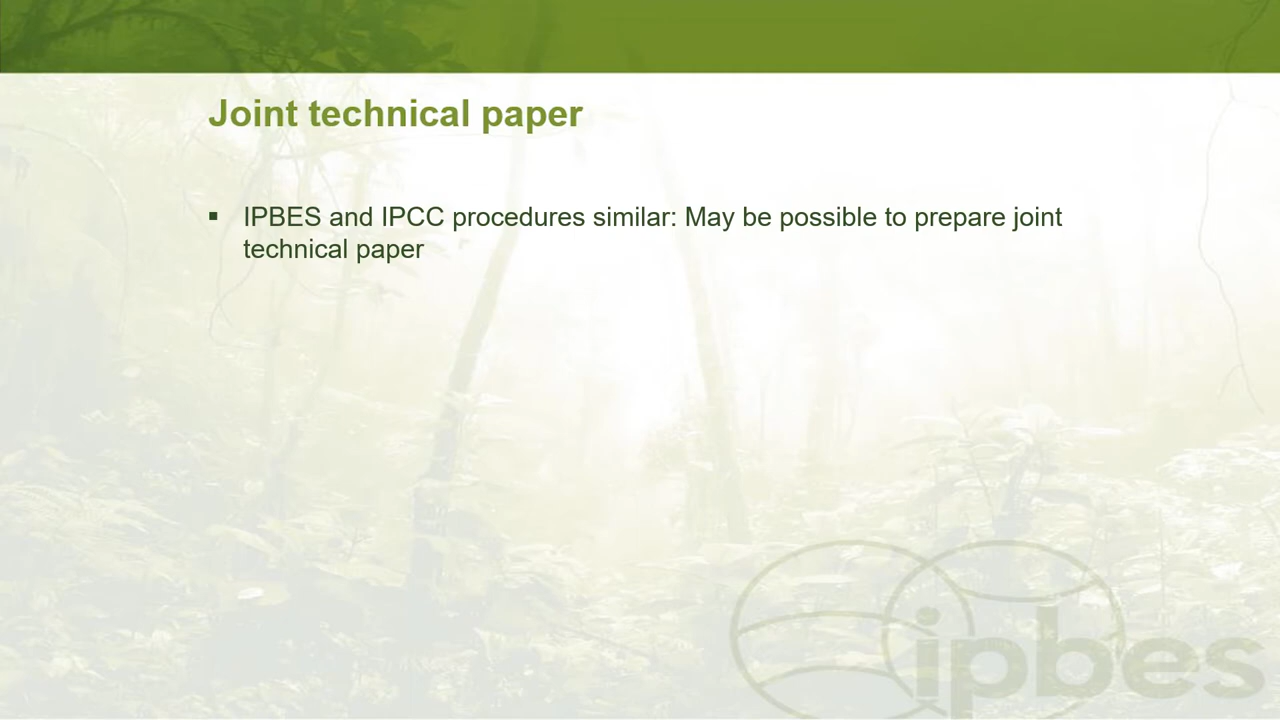 Joint technical paper
▪ IPBES and IPCC procedures similar: May be possible to prepare joint
technical paper
ipbes